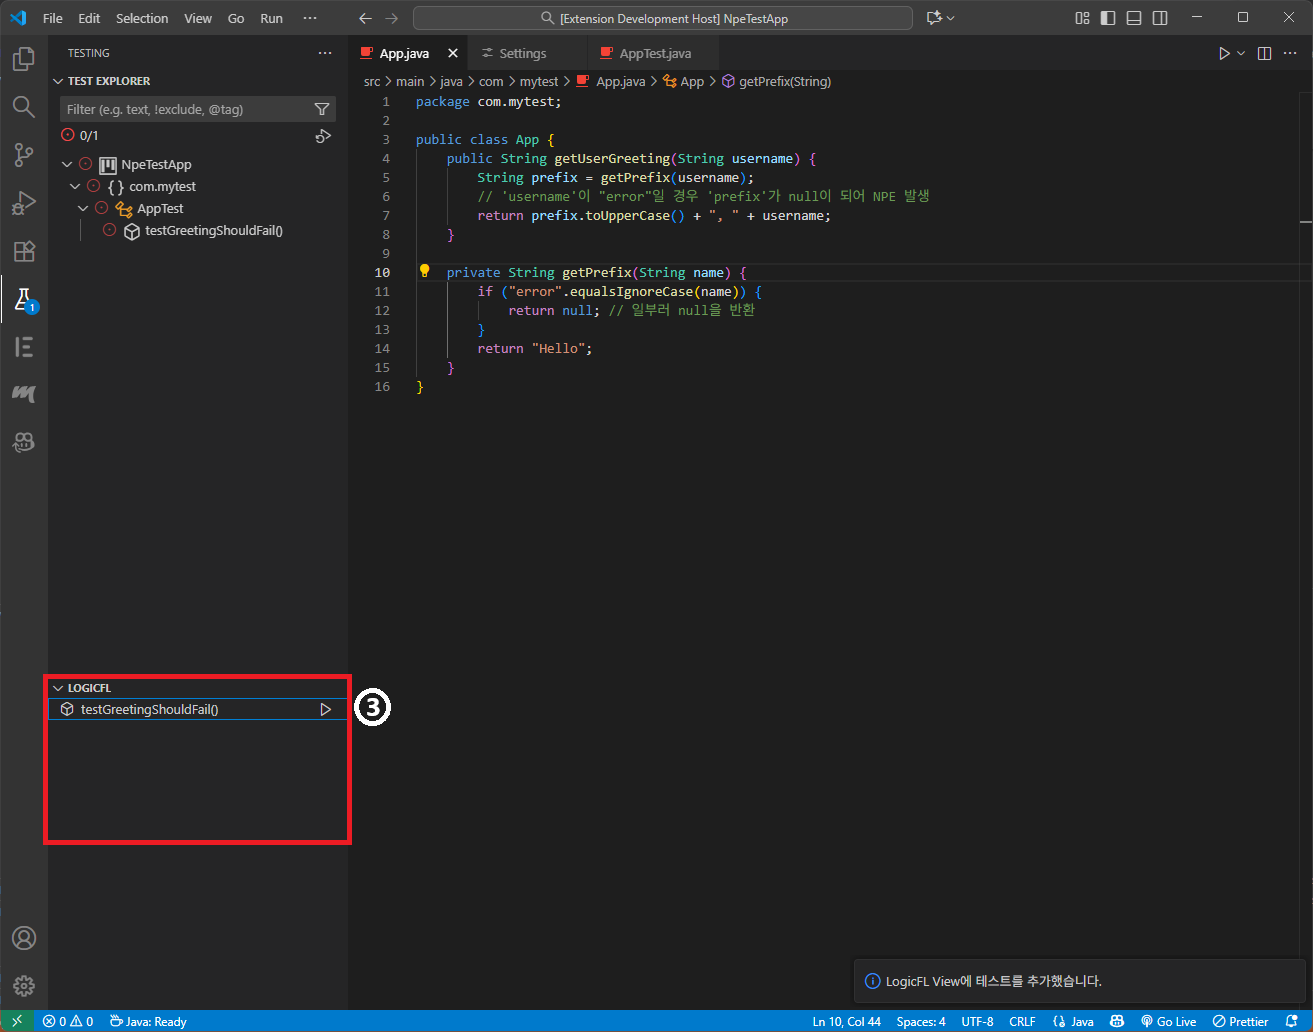 File Edit Selection View Go Run ···
[Extension Development Host] NpeTestApp
TESTING
TEST EXPLORER
Filter (e.g. text, !exclude, @tag)
0/1
NpeTestApp
{} com.mytest
AppTest
testGreetingShouldFail()
LOGICFL
testGreetingShouldFail()
3
1
App.java
Settings
AppTest.java
src > main > java > com > mytest > App.java > App > getPrefix(String)
1 package com.mytest;
2
3 public class App {
4     public String getUserGreeting(String username) {
5         String prefix = getPrefix(username);
6         // 'username'이 "error"일 경우 'prefix'가 null이 되어 NPE 발생
7         return prefix.toUpperCase() + ", " + username;
8     }
9
10     private String getPrefix(String name) {
11         if ("error".equalsIgnoreCase(name)) {
12             return null; // 일부러 null을 반환
13         }
14         return "Hello";
15     }
16 }
LogicFL View에 테스트를 추가했습니다.
0 0 Java: Ready
Ln 10, Col 44 Spaces: 4 UTF-8 CRLF {} Java Go Live Prettier